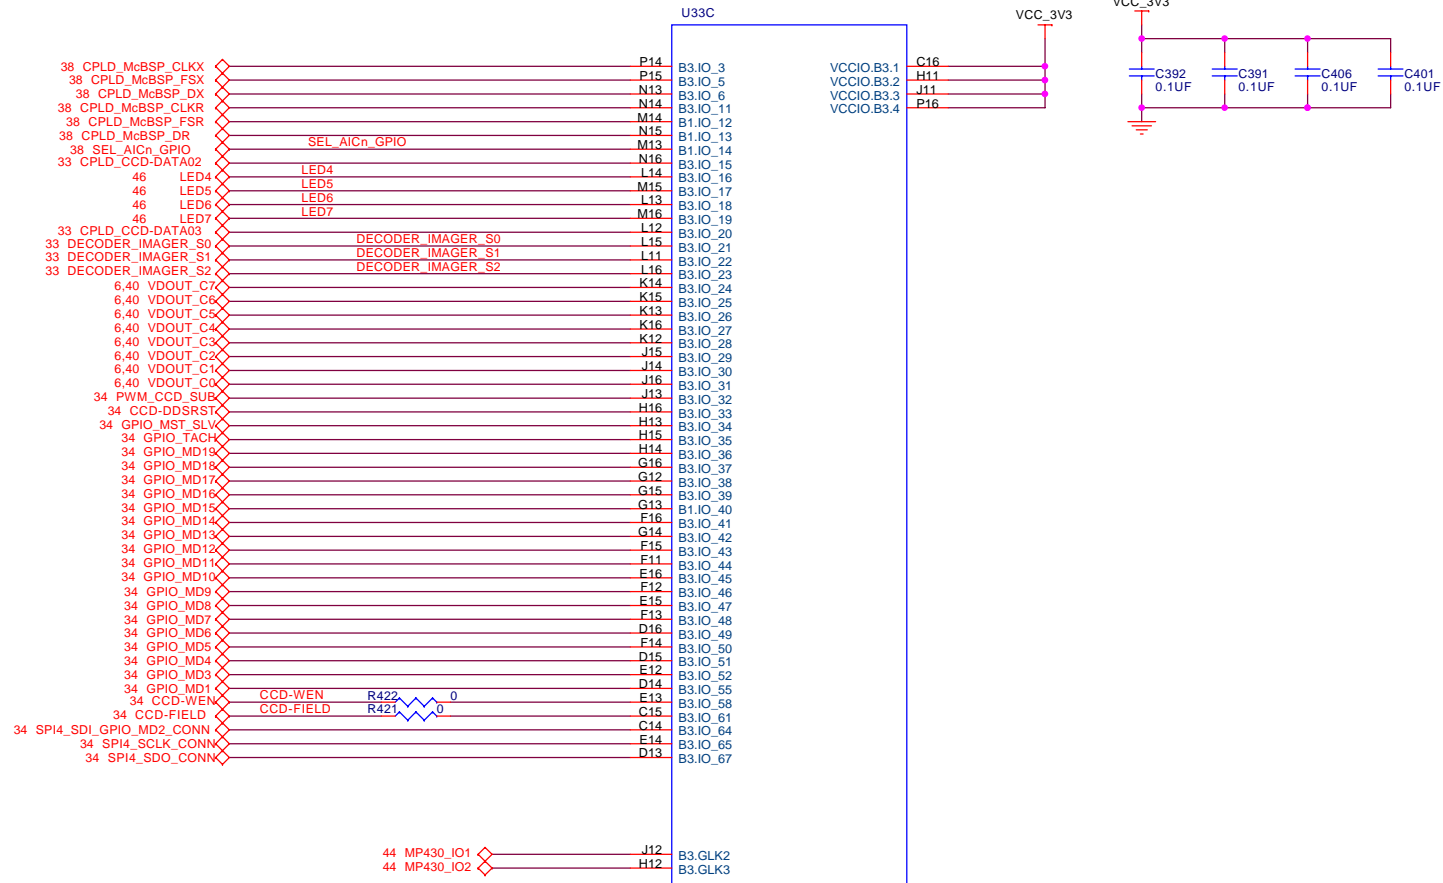 U33C
VCC_3V3
VCC_3V3
38 CPLD_McBSP_CLKX P14 B3.IO_3 VCCIO.B3.1 C16
38 CPLD_McBSP_FSX P15 B3.IO_5 VCCIO.B3.2 H11
38 CPLD_McBSP_DX N13 B3.IO_6 VCCIO.B3.3 J11
38 CPLD_McBSP_CLKR N14 B3.IO_11 VCCIO.B3.4 P16
C392 0.1UF
C391 0.1UF
C406 0.1UF
C401 0.1UF
38 CPLD_McBSP_FSR M14 B1.IO_12
38 CPLD_McBSP_DR N15 B1.IO_13
38 SEL_AICn_GPIO SEL_AICn_GPIO M13 B1.IO_14
33 CPLD_CCD-DATA02 N16 B3.IO_15
46 LED4 LED4 L14 B3.IO_16
46 LED5 LED5 M15 B3.IO_17
46 LED6 LED6 L13 B3.IO_18
46 LED7 LED7 M16 B3.IO_19
33 CPLD_CCD-DATA03 L12 B3.IO_20
33 DECODER_IMAGER_S0 DECODER_IMAGER_S0 L15 B3.IO_21
33 DECODER_IMAGER_S1 DECODER_IMAGER_S1 L11 B3.IO_22
33 DECODER_IMAGER_S2 DECODER_IMAGER_S2 L16 B3.IO_23
6,40 VDOUT_C7 K14 B3.IO_24
6,40 VDOUT_C6 K15 B3.IO_25
6,40 VDOUT_C5 K13 B3.IO_26
6,40 VDOUT_C4 K16 B3.IO_27
6,40 VDOUT_C3 K12 B3.IO_28
6,40 VDOUT_C2 J15 B3.IO_29
6,40 VDOUT_C1 J14 B3.IO_30
6,40 VDOUT_C0 J16 B3.IO_31
34 PWM_CCD_SUB J13 B3.IO_32
34 CCD-DDSRST H16 B3.IO_33
34 GPIO_MST_SLV H13 B3.IO_34
34 GPIO_TACH H15 B3.IO_35
34 GPIO_MD19 H14 B3.IO_36
34 GPIO_MD18 G16 B3.IO_37
34 GPIO_MD17 G12 B3.IO_38
34 GPIO_MD16 G15 B3.IO_39
34 GPIO_MD15 G13 B1.IO_40
34 GPIO_MD14 F16 B3.IO_41
34 GPIO_MD13 G14 B3.IO_42
34 GPIO_MD12 F15 B3.IO_43
34 GPIO_MD11 F11 B3.IO_44
34 GPIO_MD10 E16 B3.IO_45
34 GPIO_MD9 F12 B3.IO_46
34 GPIO_MD8 E15 B3.IO_47
34 GPIO_MD7 F13 B3.IO_48
34 GPIO_MD6 D16 B3.IO_49
34 GPIO_MD5 F14 B3.IO_50
34 GPIO_MD4 D15 B3.IO_51
34 GPIO_MD3 E12 B3.IO_52
34 GPIO_MD1 D14 B3.IO_55
34 CCD-WEN CCD-WEN R422 0 E13 B3.IO_58
34 CCD-FIELD CCD-FIELD R421 0 C15 B3.IO_61
34 SPI4_SDI_GPIO_MD2_CONN C14 B3.IO_64
34 SPI4_SCLK_CONN E14 B3.IO_65
34 SPI4_SDO_CONN D13 B3.IO_67
44 MP430_IO1 J12 B3.GLK2
44 MP430_IO2 H12 B3.GLK3